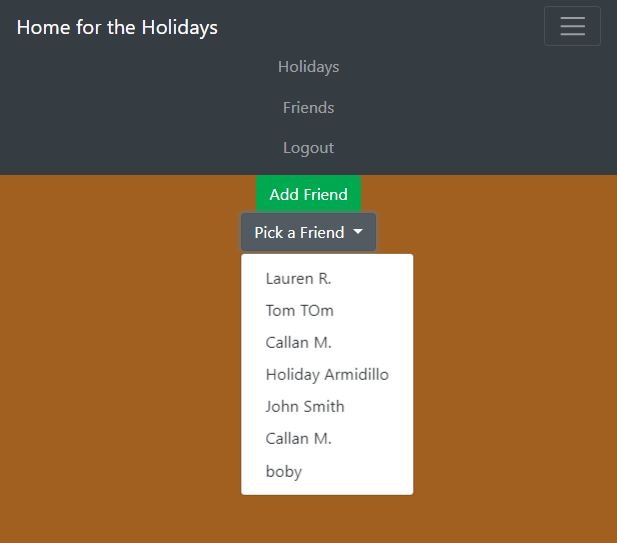 Home for the Holidays
Holidays
Friends
Logout
Add Friend
Pick a Friend
Lauren R.
Tom TOm
Callan M.
Holiday Armidillo
John Smith
Callan M.
boby